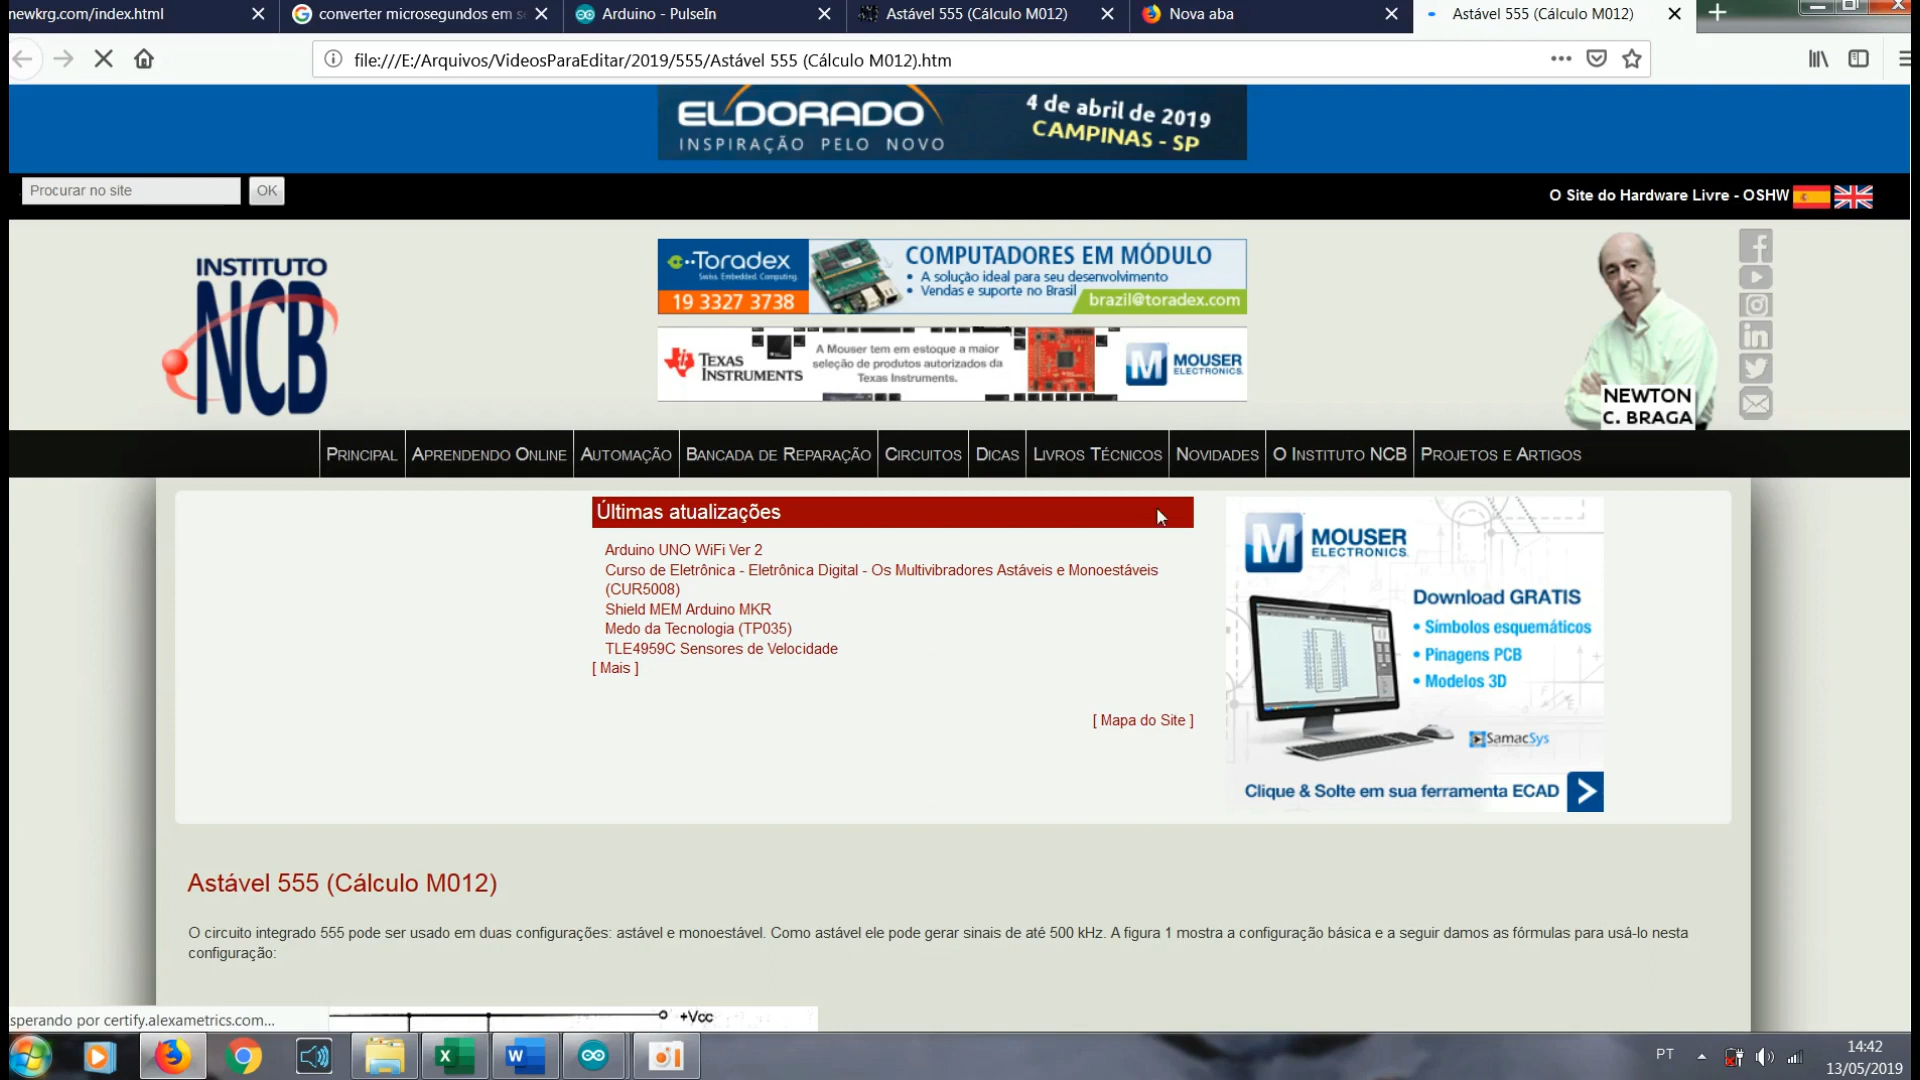 newkrg.com/index.html
converter microsegundos em se
Arduino - PulseIn
Astável 555 (Cálculo M012)
Nova aba
Astável 555 (Cálculo M012)
file:///E:/Arquivos/VideosParaEditar/2019/555/Astável 555 (Cálculo M012).htm
ELDORADO
INSPIRAÇÃO PELO NOVO
4 de abril de 2019
CAMPINAS - SP
Procurar no site
OK
O Site do Hardware Livre - OSHW
INSTITUTO
NCB
Toradex
Swiss. Embedded. Computing.
19 3327 3738
COMPUTADORES EM MÓDULO
• A solução ideal para seu desenvolvimento
• Vendas e suporte no Brasil
brazil@toradex.com
TEXAS
INSTRUMENTS
A Mouser tem em estoque a maior
seleção de produtos autorizados da
Texas Instruments.
M
MOUSER
ELECTRONICS
NEWTON
C. BRAGA
PRINCIPAL
APRENDENDO ONLINE
AUTOMAÇÃO
BANCADA DE REPARAÇÃO
CIRCUITOS
DICAS
LIVROS TÉCNICOS
NOVIDADES
O INSTITUTO NCB
PROJETOS E ARTIGOS
Últimas atualizações
Arduino UNO WiFi Ver 2
Curso de Eletrônica - Eletrônica Digital - Os Multivibradores Astáveis e Monoestáveis
(CUR5008)
Shield MEM Arduino MKR
Medo da Tecnologia (TP035)
TLE4959C Sensores de Velocidade
[ Mais ]
[ Mapa do Site ]
M
MOUSER
ELECTRONICS
Download GRATIS
• Símbolos esquemáticos
• Pinagens PCB
• Modelos 3D
SamacSys
Clique & Solte em sua ferramenta ECAD
Astável 555 (Cálculo M012)
O circuito integrado 555 pode ser usado em duas configurações: astável e monoestável. Como astável ele pode gerar sinais de até 500 kHz. A figura 1 mostra a configuração básica e a seguir damos as fórmulas para usá-lo nesta
configuração:
sperando por certify.alexametrics.com...
+Vcc
PT
14:42
13/05/2019